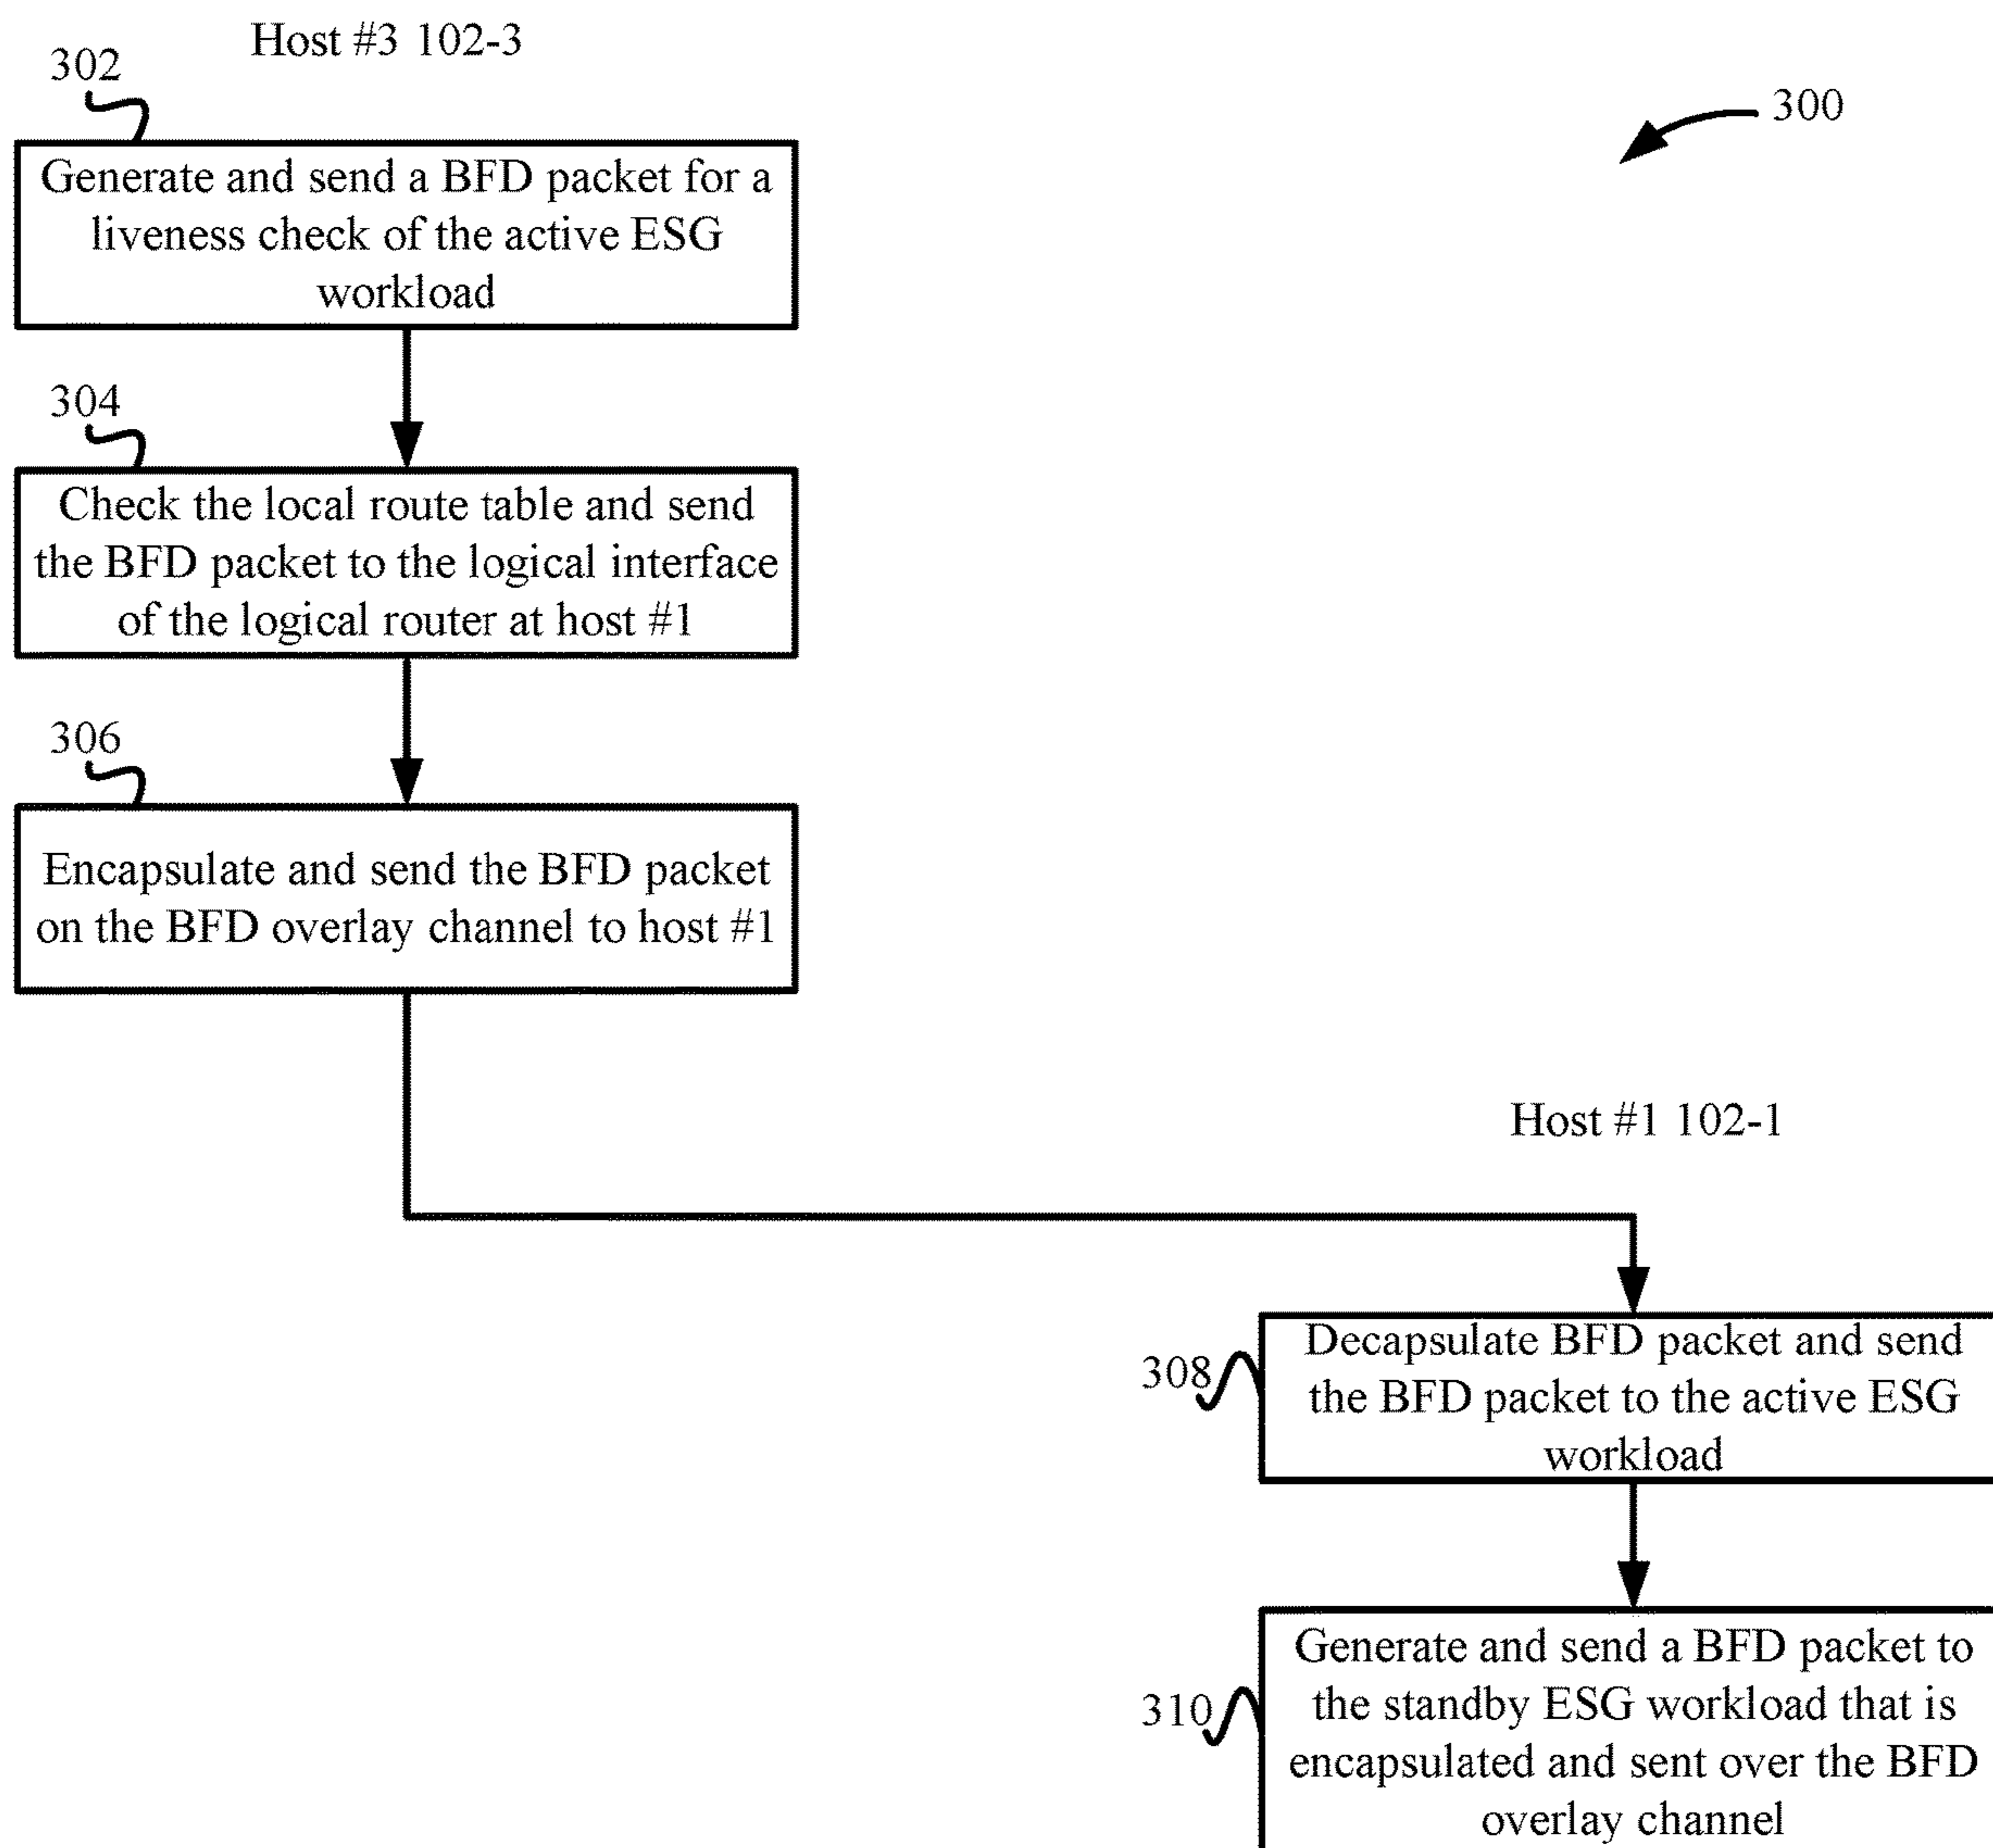 Host #3 102-3
302
300
Generate and send a BFD packet for a
liveness check of the active ESG
workload
304
Check the local route table and send
the BFD packet to the logical interface
of the logical router at host #1
306
Encapsulate and send the BFD packet
on the BFD overlay channel to host #1
Host #1 102-1
308
Decapsulate BFD packet and send
the BFD packet to the active ESG
workload
310
Generate and send a BFD packet to
the standby ESG workload that is
encapsulated and sent over the BFD
overlay channel